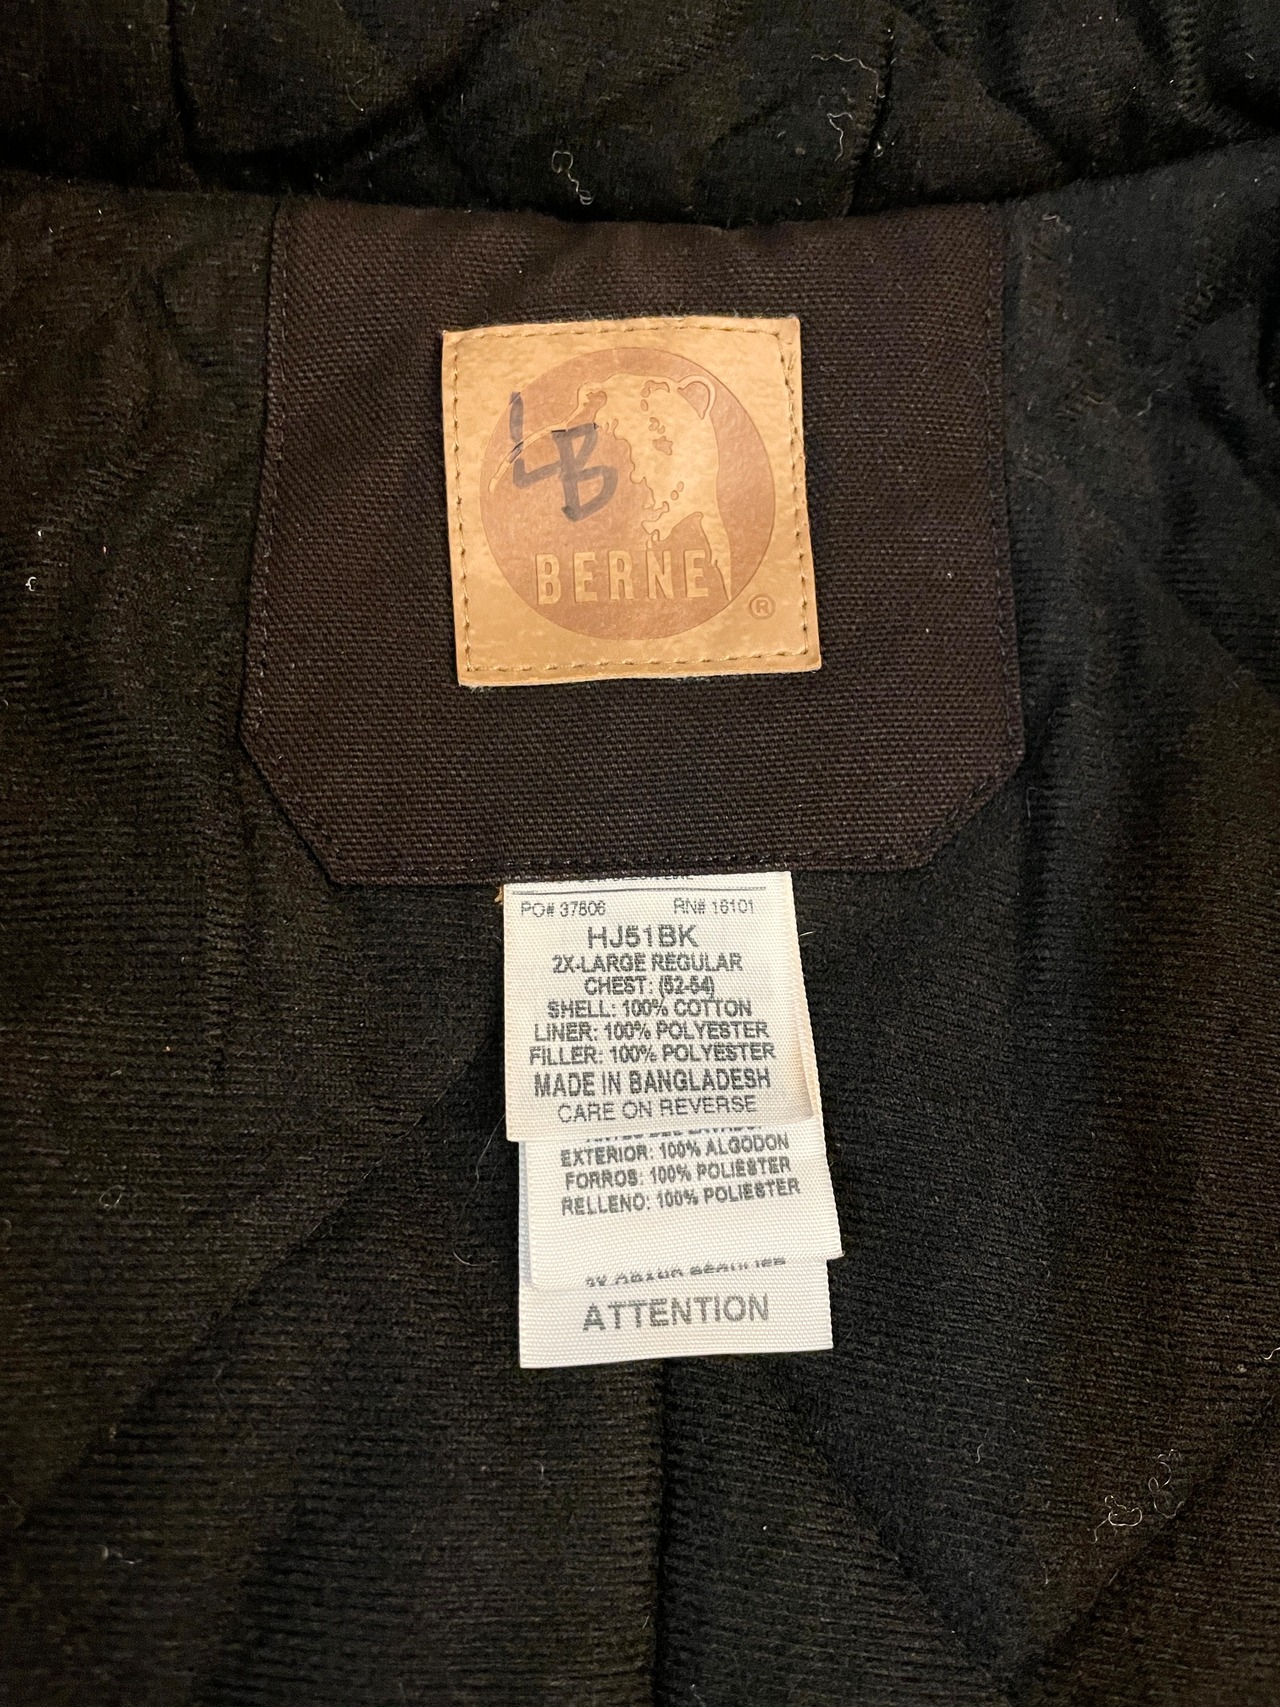 LB
BERNE
®
PO# 37806 RN# 16101
HJ51BK
2X-LARGE REGULAR
CHEST: (52-54)
SHELL: 100% COTTON
LINER: 100% POLYESTER
FILLER: 100% POLYESTER
MADE IN BANGLADESH
CARE ON REVERSE
EXTERIOR: 100% ALGODON
FORROS: 100% POLIESTER
RELLENO: 100% POLIESTER
ATTENTION